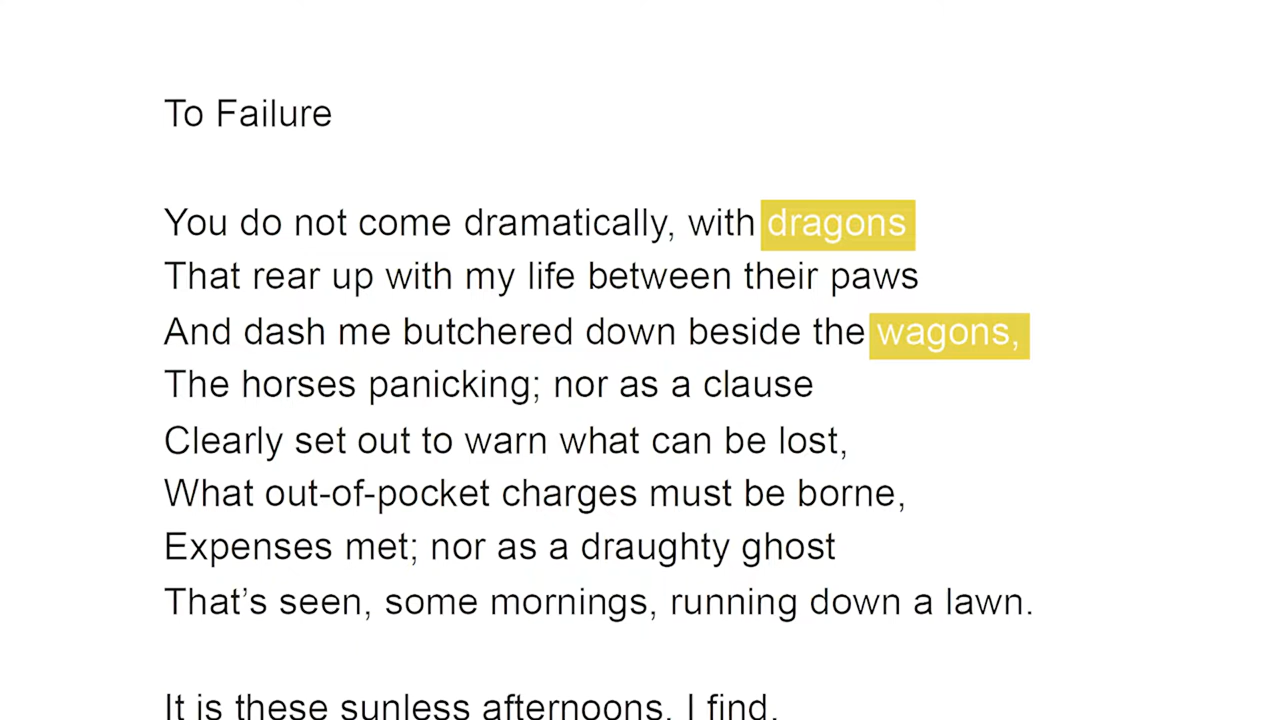 To Failure
You do not come dramatically, with dragons
That rear up with my life between their paws
And dash me butchered down beside the wagons,
The horses panicking; nor as a clause
Clearly set out to warn what can be lost,
What out-of-pocket charges must be borne,
Expenses met; nor as a draughty ghost
That’s seen, some mornings, running down a lawn.
It is these sunless afternoons, I find,